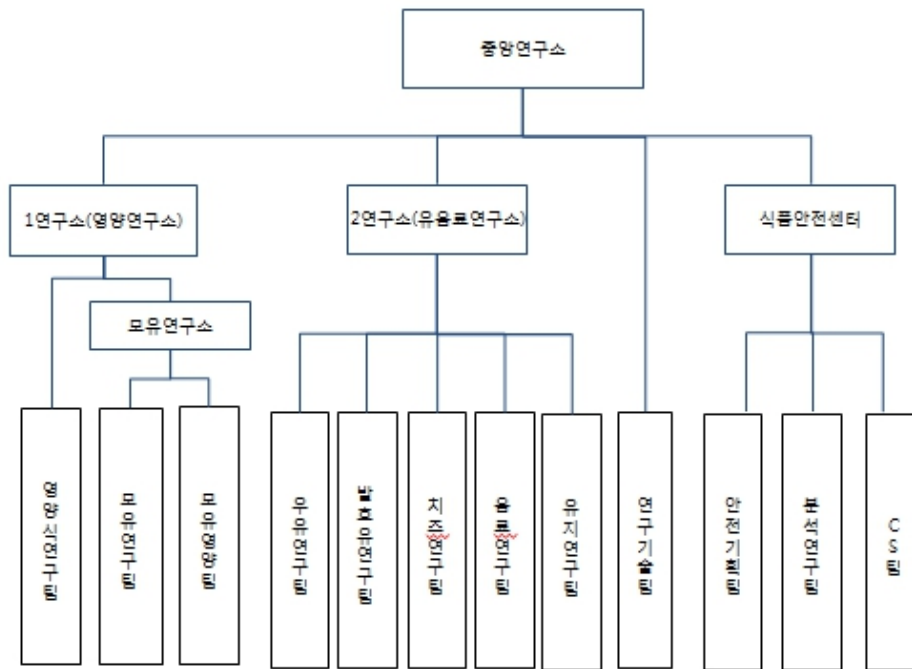 중앙연구소
1연구소(영양연구소)
2연구소(유음료연구소)
식품안전센터
모유연구소
영양식연구팀
모유연구팀
모유영양팀
우유연구팀
발효유연구팀
치즈연구팀
음료연구팀
유지연구팀
연구기술팀
안전기획팀
분석연구팀
CS팀